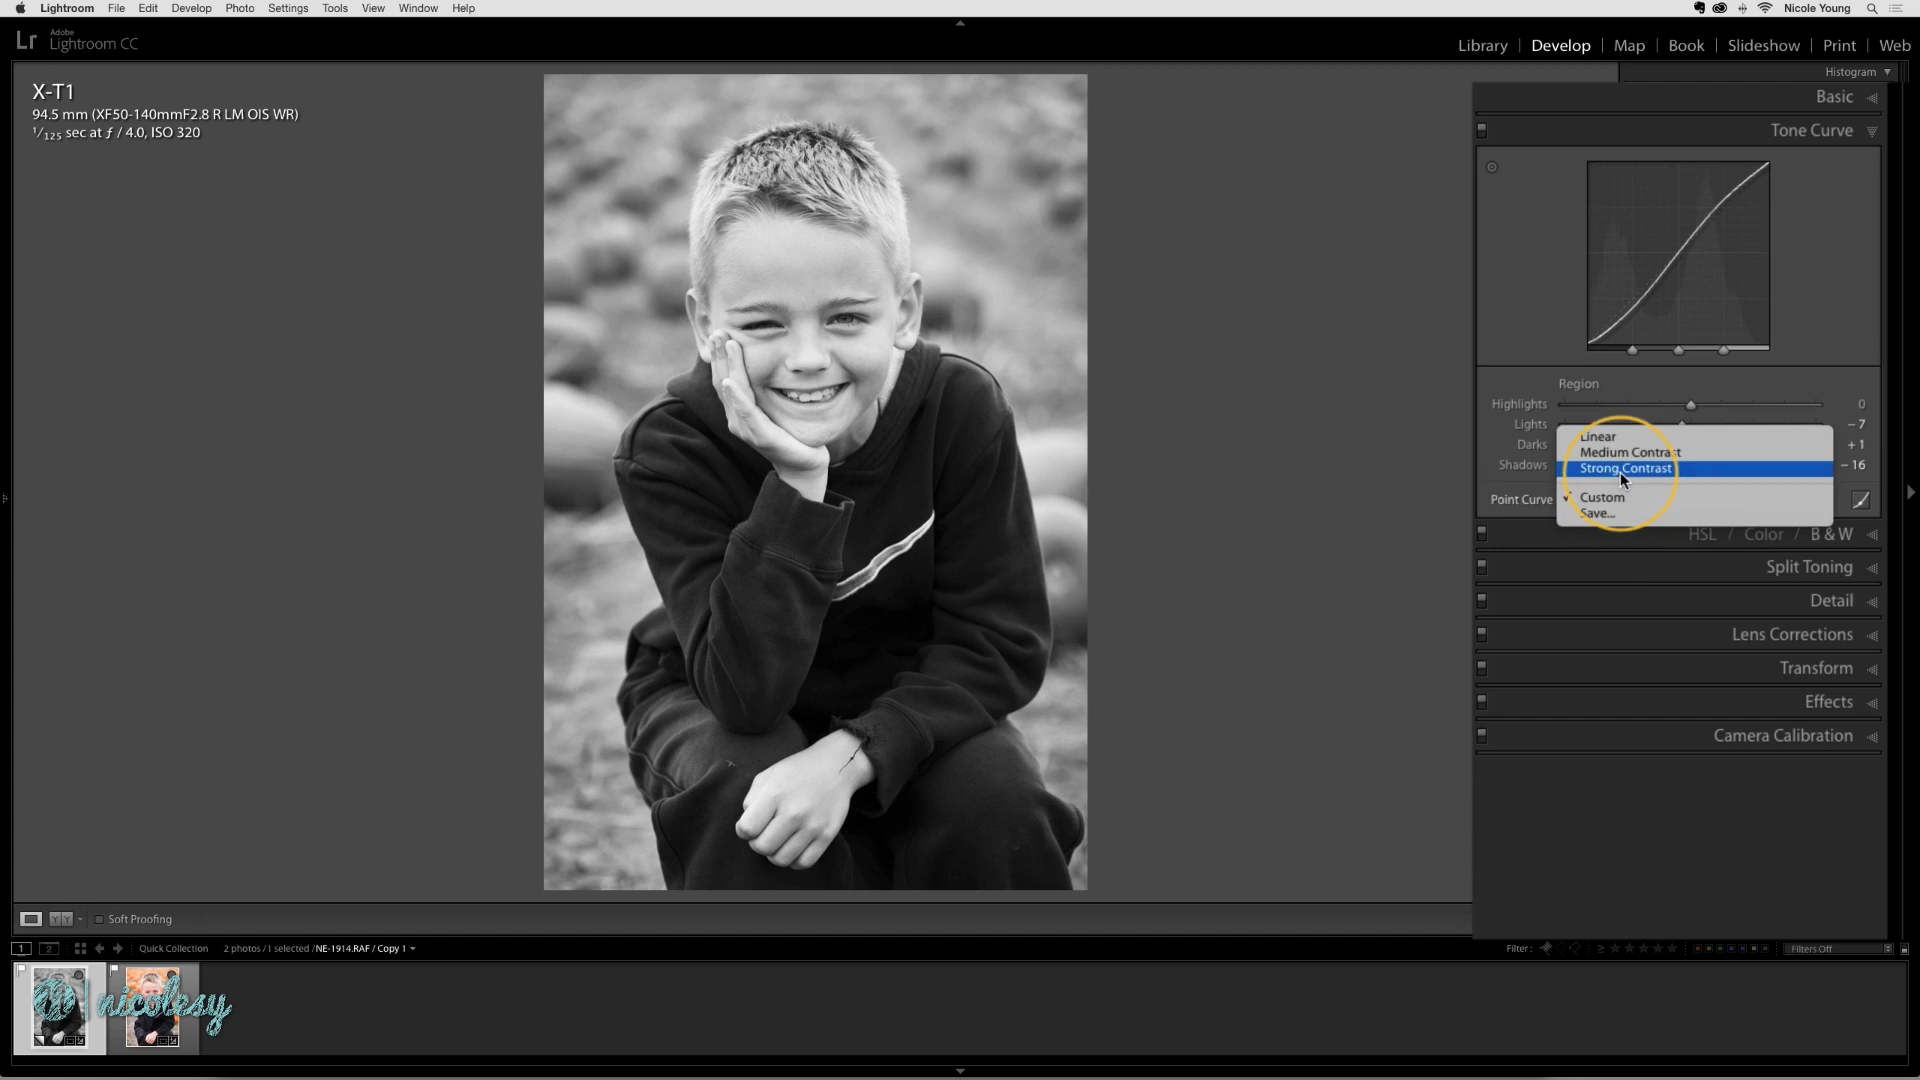 Lightroom File Edit Develop Photo Settings Tools View Window Help Nicole Young
Lr Adobe Lightroom CC
Library Develop Map Book Slideshow Print Web
Histogram
X-T1
94.5 mm (XF50-140mmF2.8 R LM OIS WR)
1/125 sec at ƒ / 4.0, ISO 320
Basic
Tone Curve
Region
Highlights 0
Lights - 7
Darks + 1
Shadows - 16
Linear
Medium Contrast
Strong Contrast
Point Curve
Custom
Save...
HSL / Color / B & W
Split Toning
Detail
Lens Corrections
Transform
Effects
Camera Calibration
Y Y Soft Proofing
1 2 Quick Collection 2 photos / 1 selected / NE-1914.RAF / Copy 1
Filter : Filters Off
@nicolesy